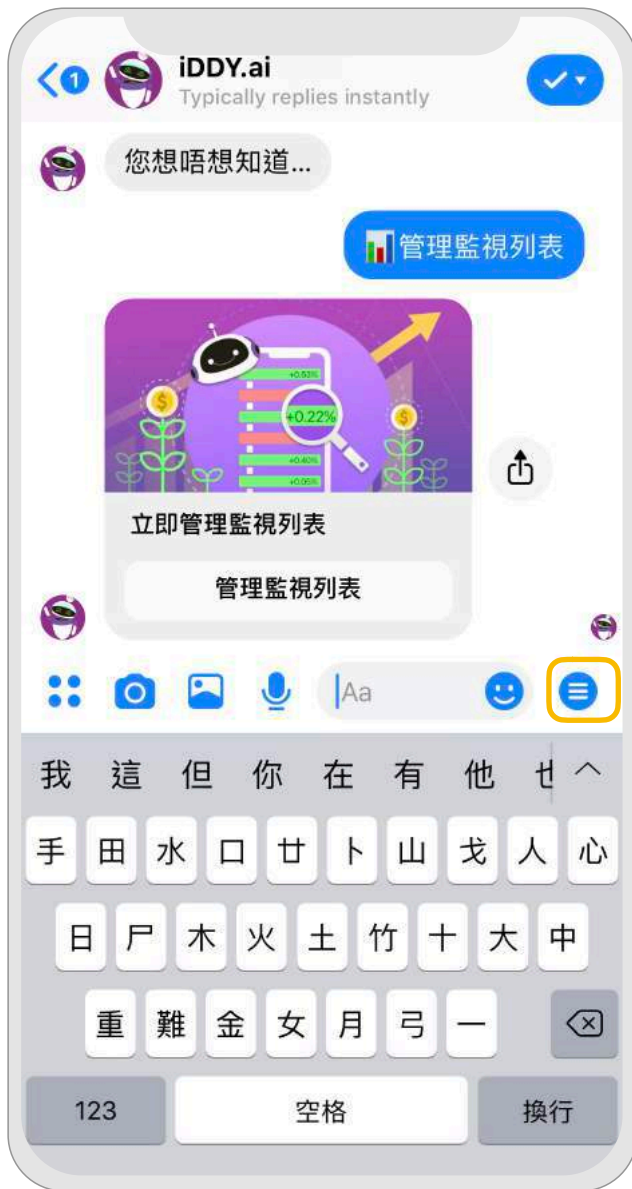 1
iDDY.ai
Typically replies instantly
您想唔想知道...
管理監視列表
+0.53%
+0.22%
+0.40%
+0.05%
立即管理監視列表
管理監視列表
Aa
我 這 但 你 在 有 他
手 田 水 口 廿 卜 山 戈 人 心
日 尸 木 火 土 竹 十 大 中
重 難 金 女 月 弓 一
123 空格 換行